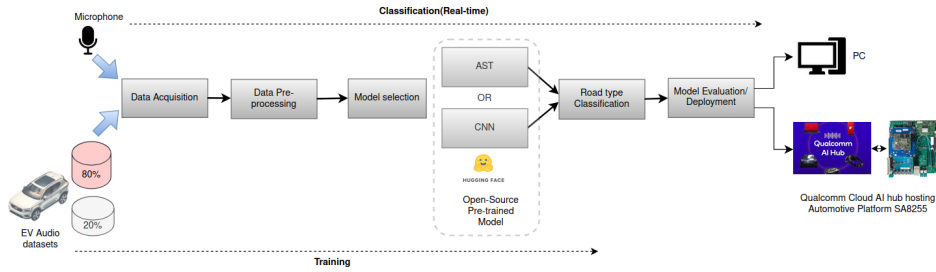 Classification(Real-time)
Microphone
Data Acquisition
Data Pre-
processing
Model selection
AST
OR
CNN
HUGGING FACE
Open-Source
Pre-trained
Model
Road type
Classification
Model Evaluation/
Deployment
PC
Qualcomm
AI Hub
Qualcomm Cloud AI hub hosting
Automotive Platform SA8255
80%
20%
EV Audio
datasets
Training